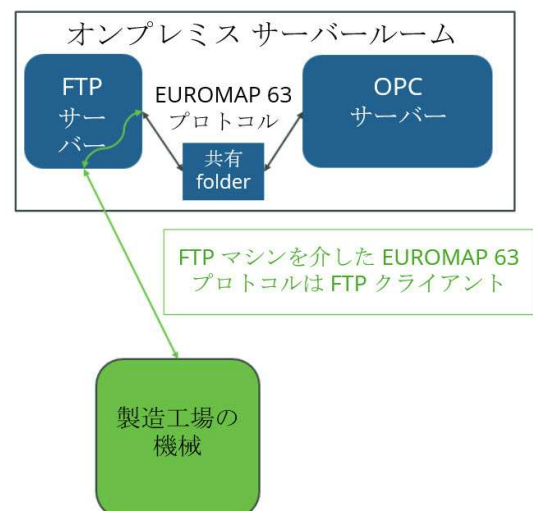 オンプレミス サーバールーム
FTP
サー
バー
EUROMAP 63
プロトコル
OPC
サーバー
共有
folder
FTP マシンを介した EUROMAP 63
プロトコルは FTP クライアント
製造工場の
機械